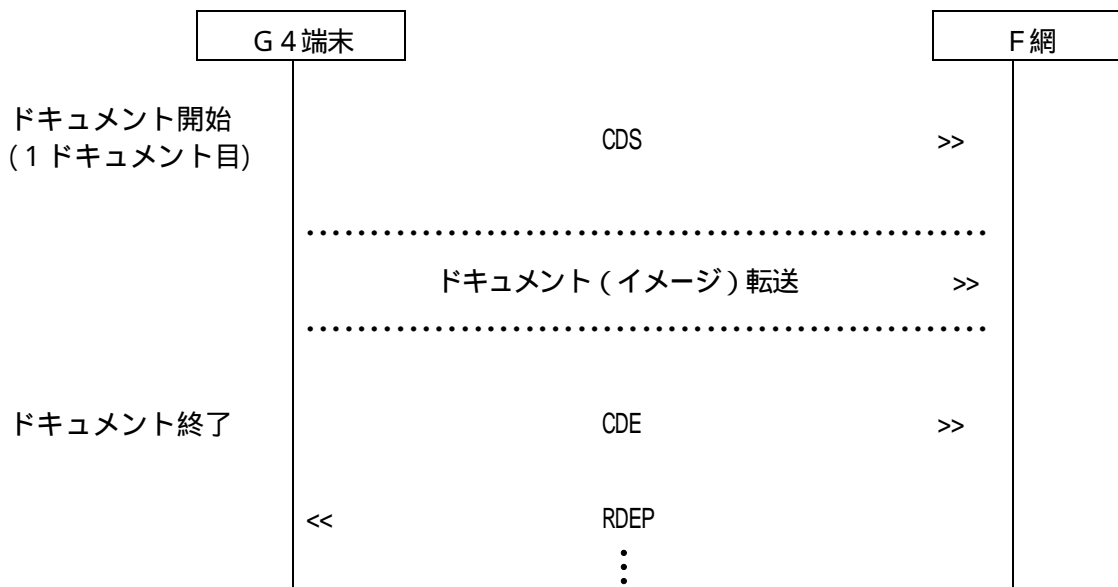 G4端末
F網
ドキュメント開始
(1ドキュメント目)
CDS >>
ドキュメント(イメージ)転送 >>
ドキュメント終了
CDE >>
<< RDEP